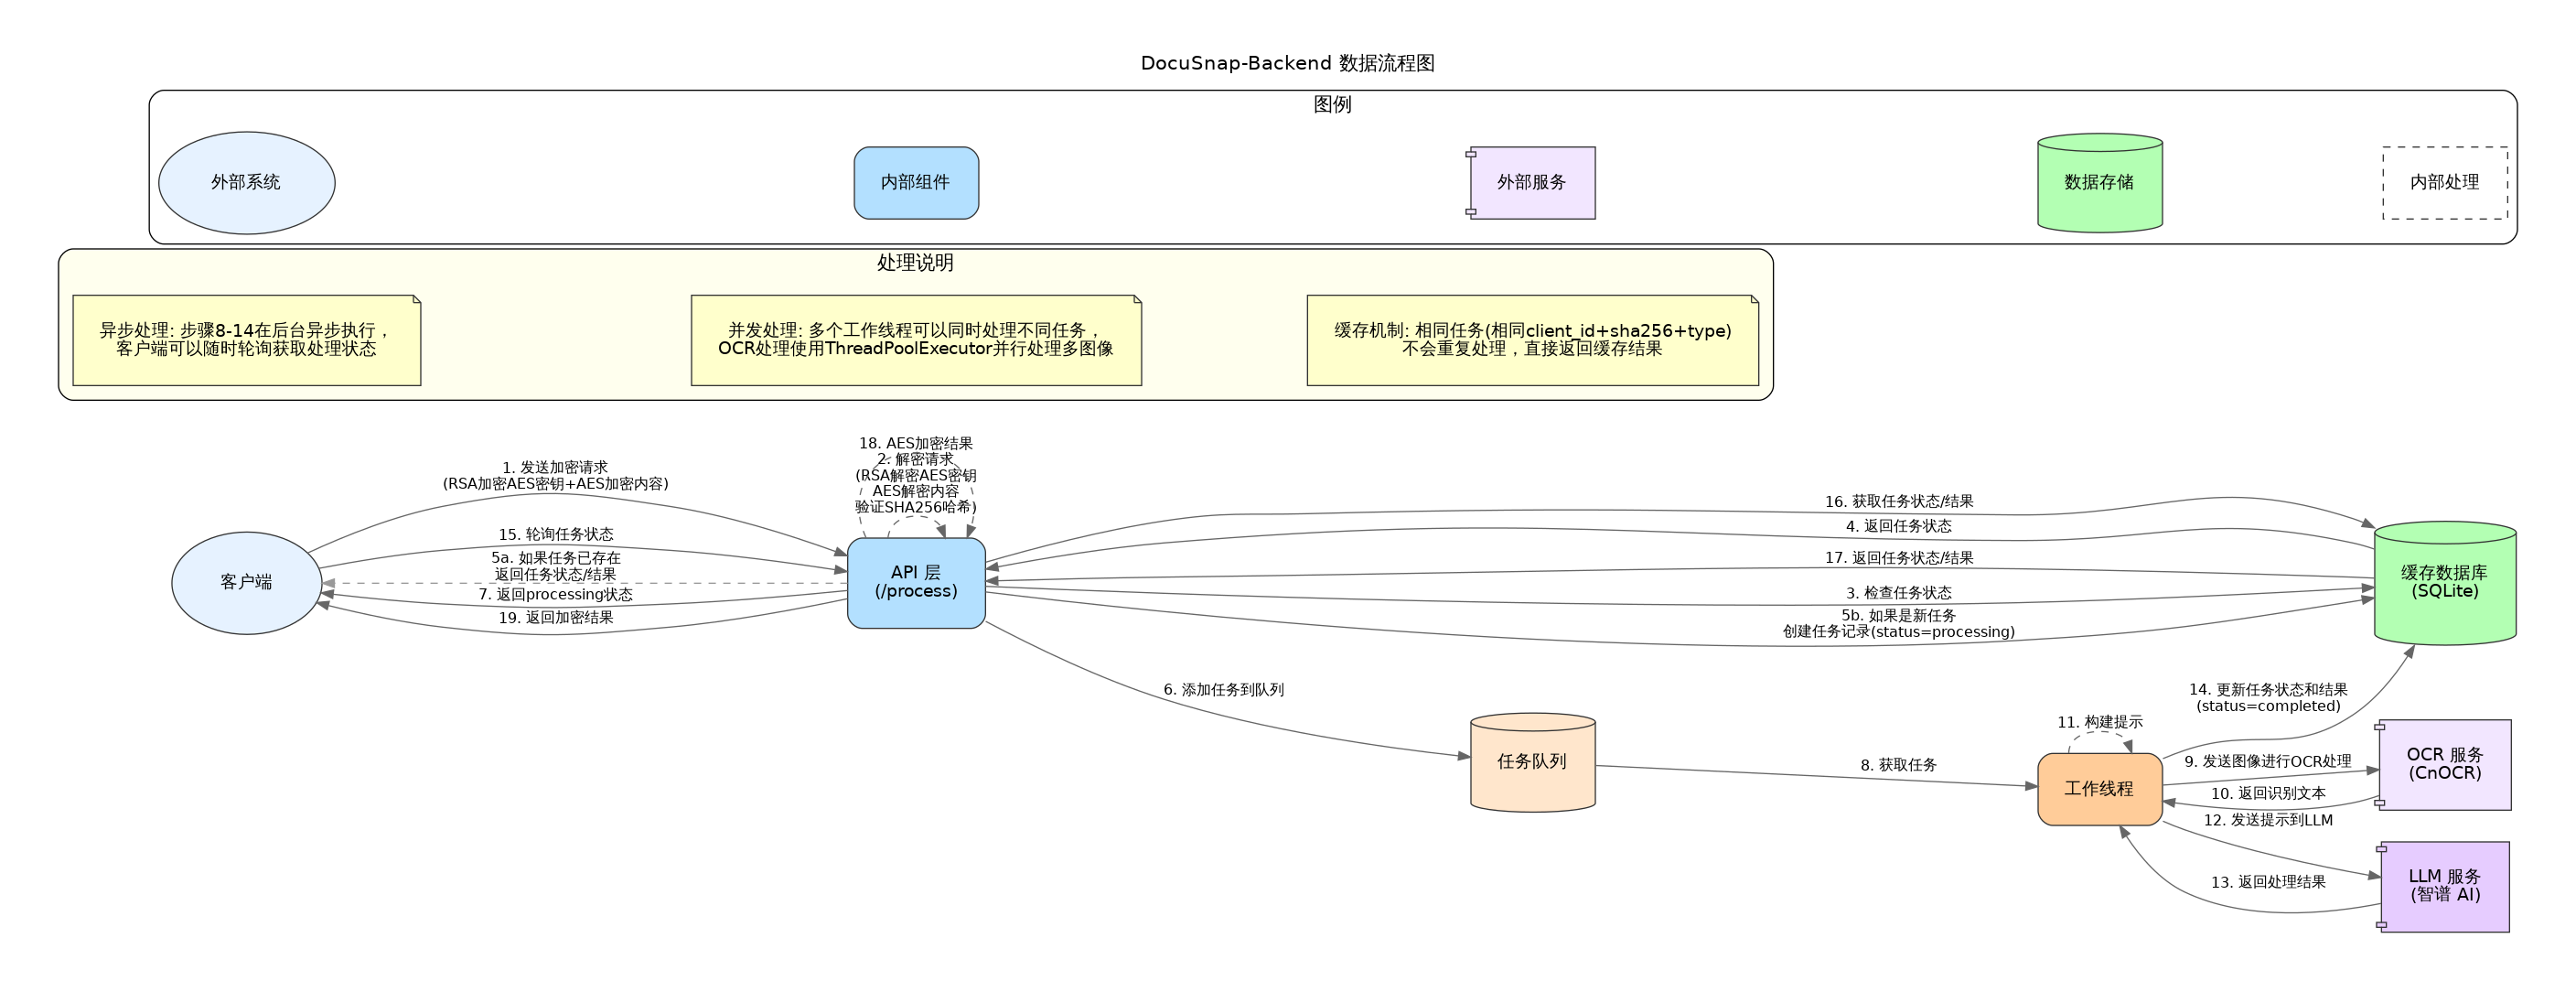 DocuSnap-Backend 数据流程图
图例
外部系统
内部组件
外部服务
数据存储
内部处理
处理说明
异步处理: 步骤8-14在后台异步执行，
客户端可以随时轮询获取处理状态
并发处理: 多个工作线程可以同时处理不同任务，
OCR处理使用ThreadPoolExecutor并行处理多图像
缓存机制: 相同任务(相同client_id+sha256+type)
不会重复处理，直接返回缓存结果
18. AES加密结果
2. 解密请求
(RSA解密AES密钥
AES解密内容
验证SHA256哈希)
1. 发送加密请求
(RSA加密AES密钥+AES加密内容)
15. 轮询任务状态
5a. 如果任务已存在
返回任务状态/结果
7. 返回processing状态
19. 返回加密结果
客户端
API 层
(/process)
16. 获取任务状态/结果
4. 返回任务状态
17. 返回任务状态/结果
3. 检查任务状态
5b. 如果是新任务
创建任务记录(status=processing)
缓存数据库
(SQLite)
6. 添加任务到队列
任务队列
8. 获取任务
11. 构建提示
工作线程
14. 更新任务状态和结果
(status=completed)
9. 发送图像进行OCR处理
10. 返回识别文本
12. 发送提示到LLM
13. 返回处理结果
OCR 服务
(CnOCR)
LLM 服务
(智谱 AI)